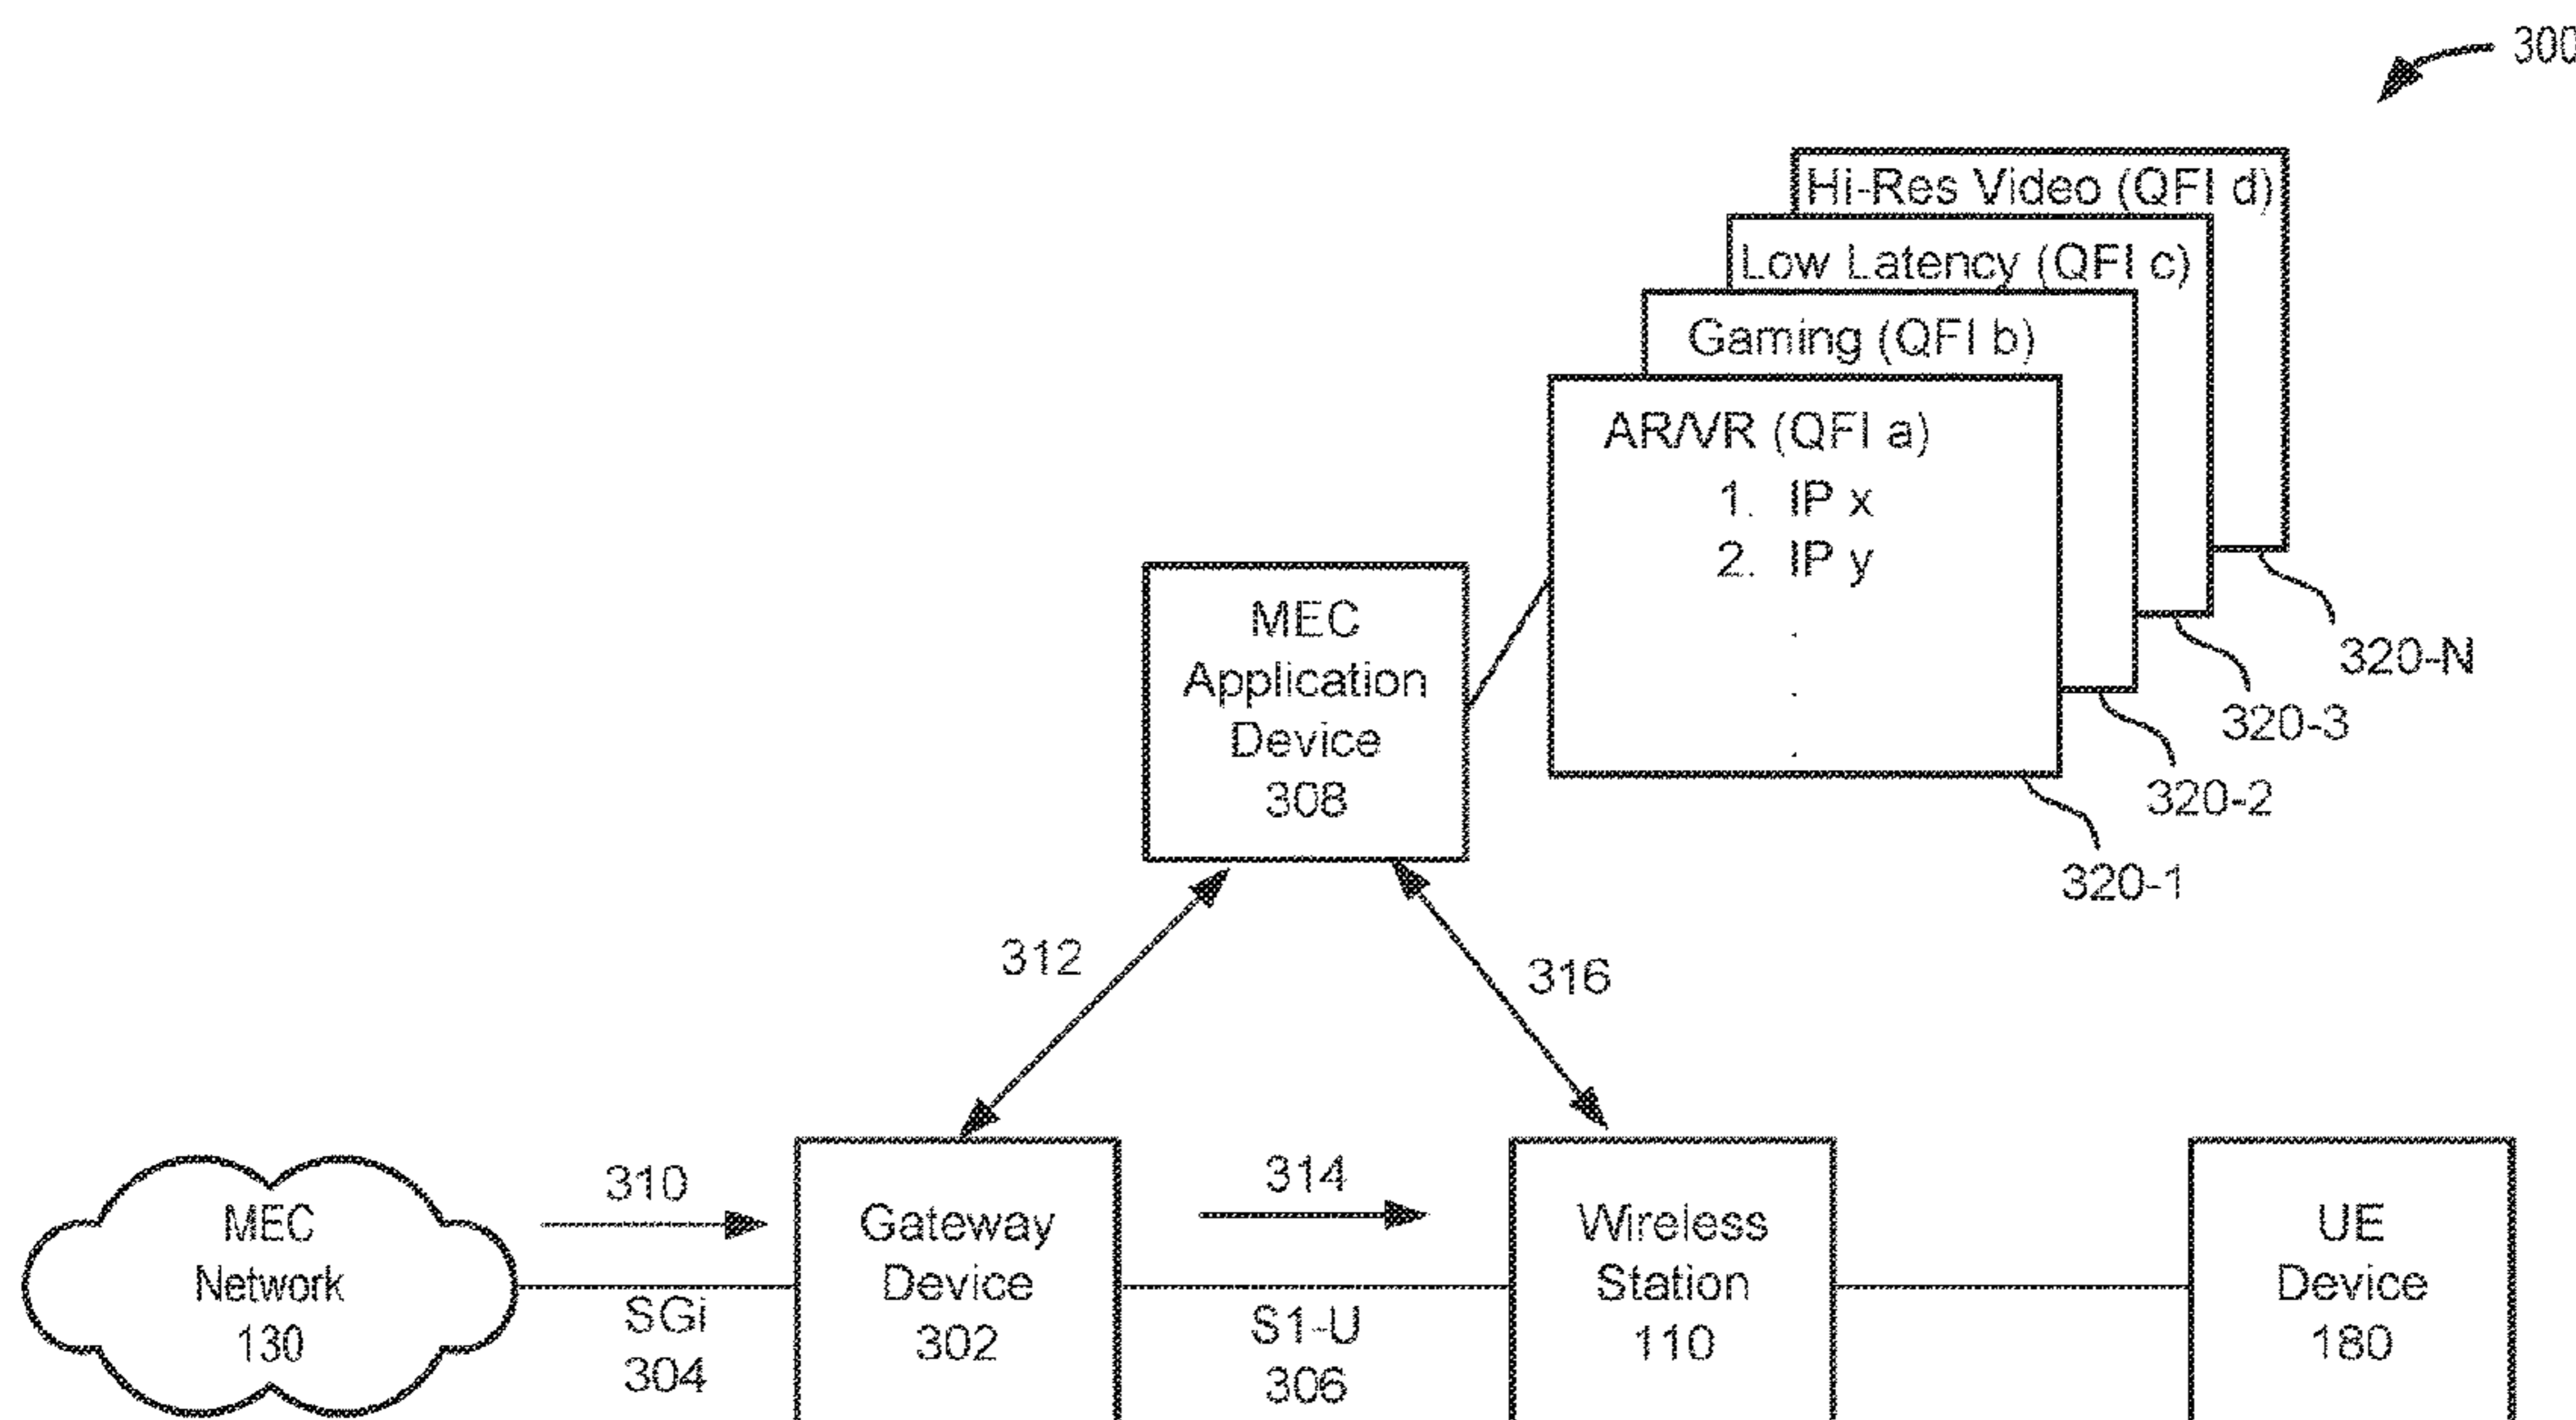 300
Hi-Res Video (QFI d)
Low Latency (QFI c)
Gaming (QFI b)
AR/VR (QFI a)
1. IP x
2. IP y
.
.
.
MEC
Application
Device
308
320-N
320-3
320-2
320-1
312
316
310
314
MEC
Network
130
SGi
304
Gateway
Device
302
S1-U
306
Wireless
Station
110
UE
Device
180